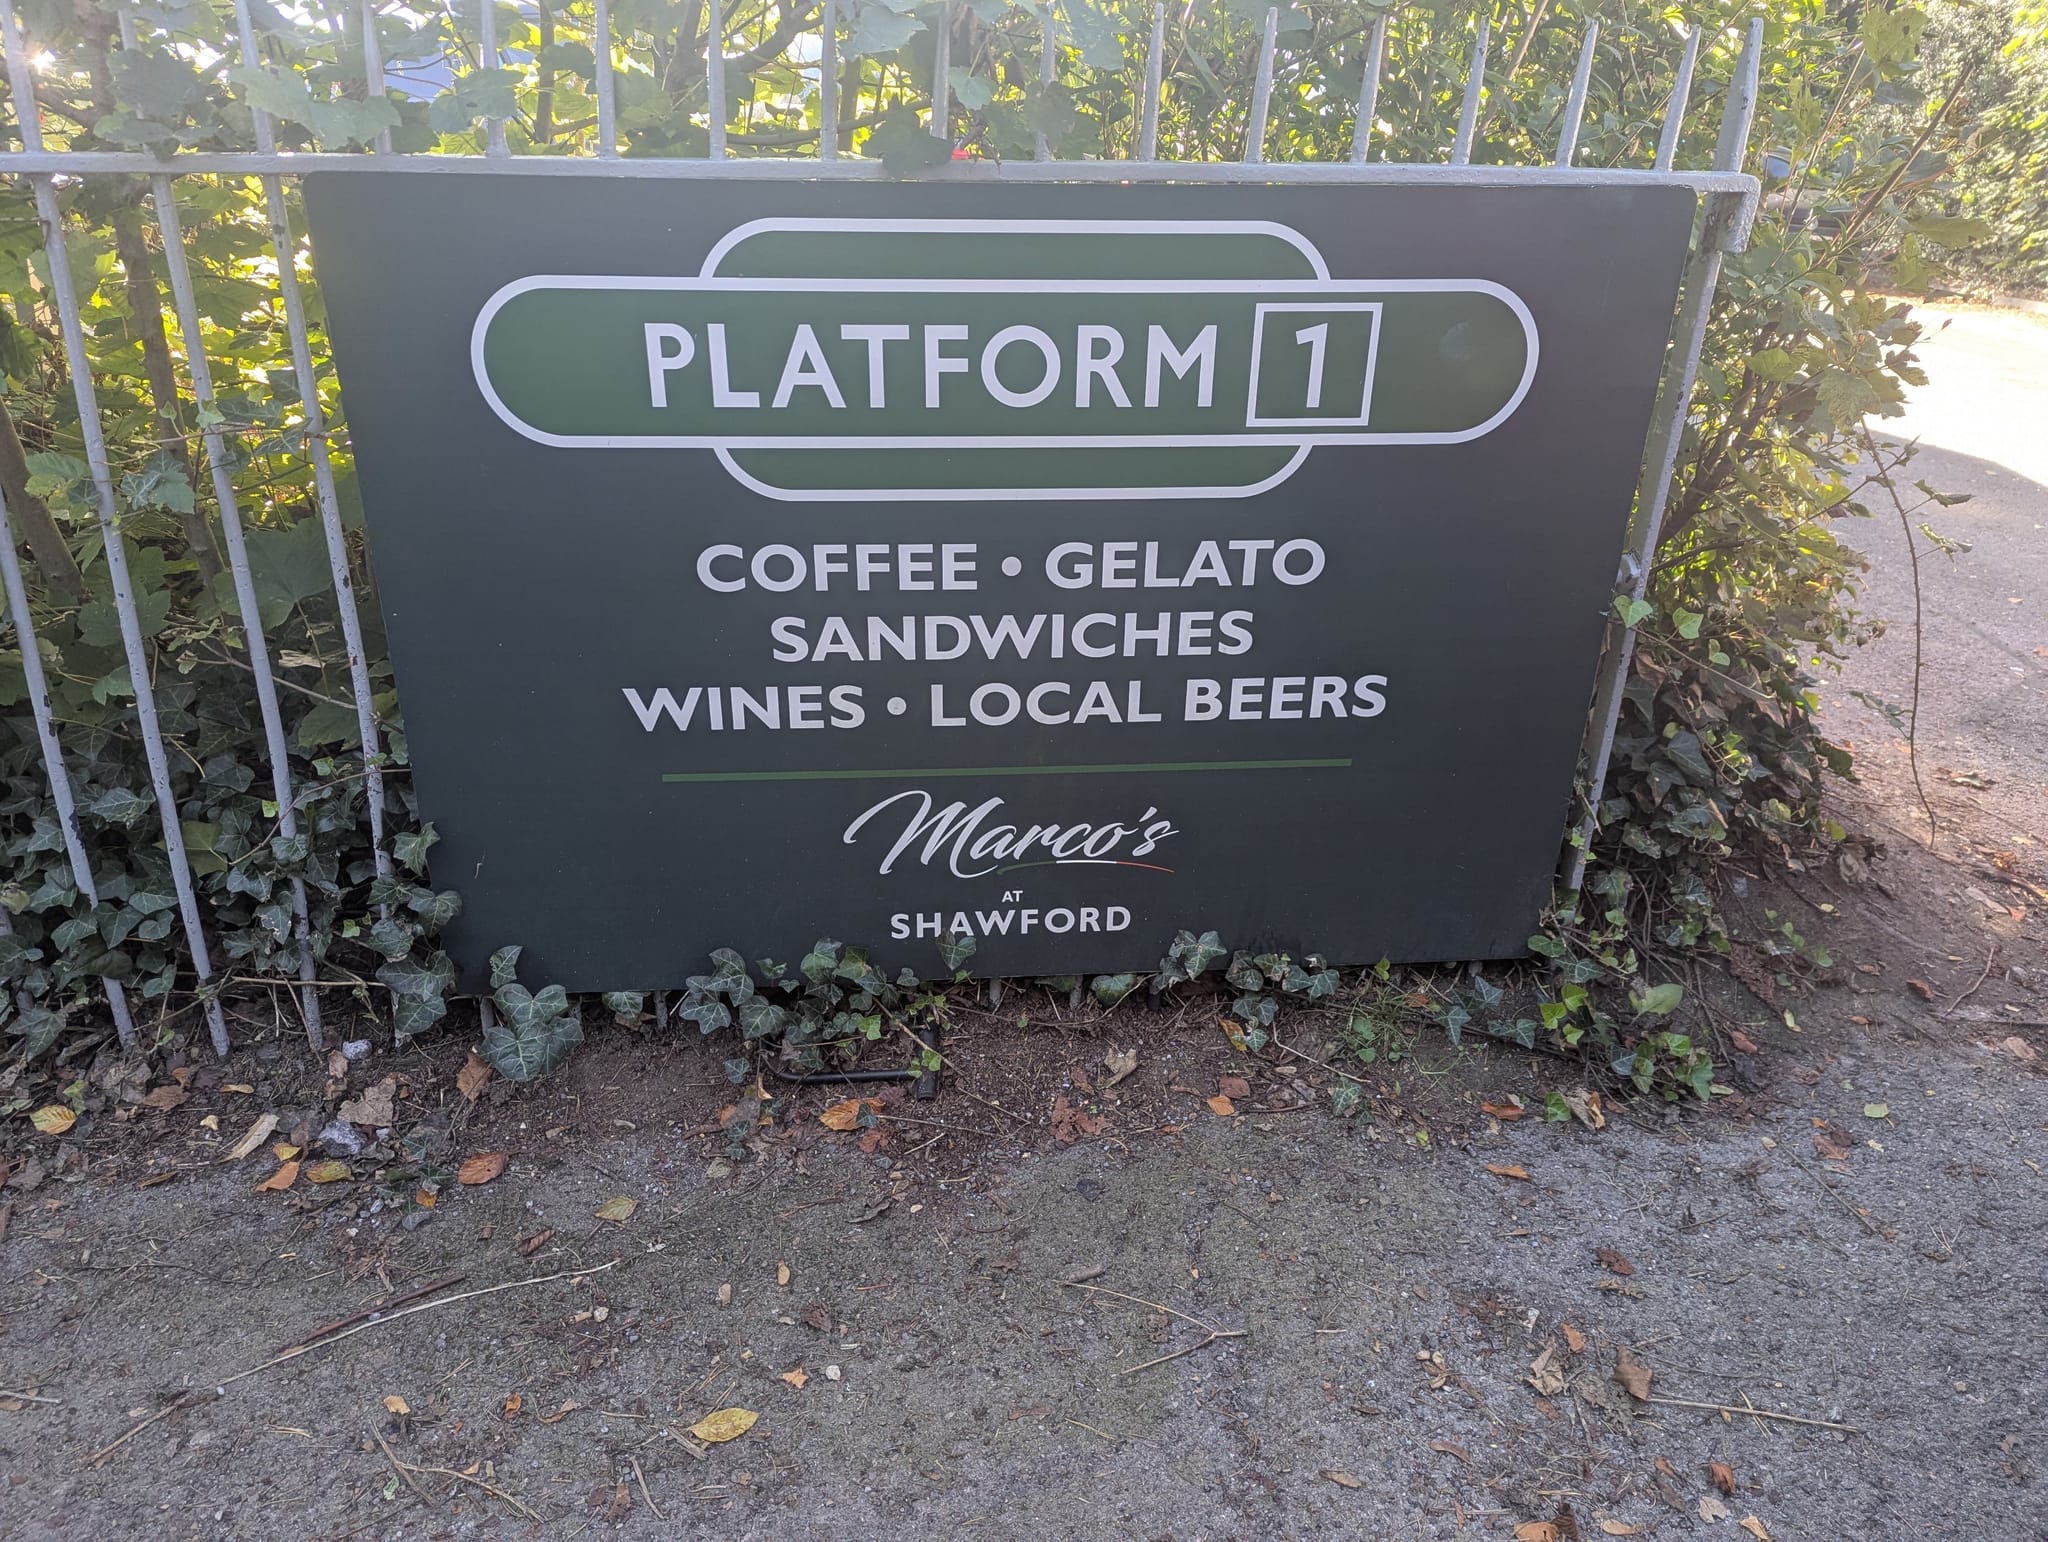 PLATFORM 1
COFFEE • GELATO
SANDWICHES
WINES • LOCAL BEERS
Marco's
AT
SHAWFORD